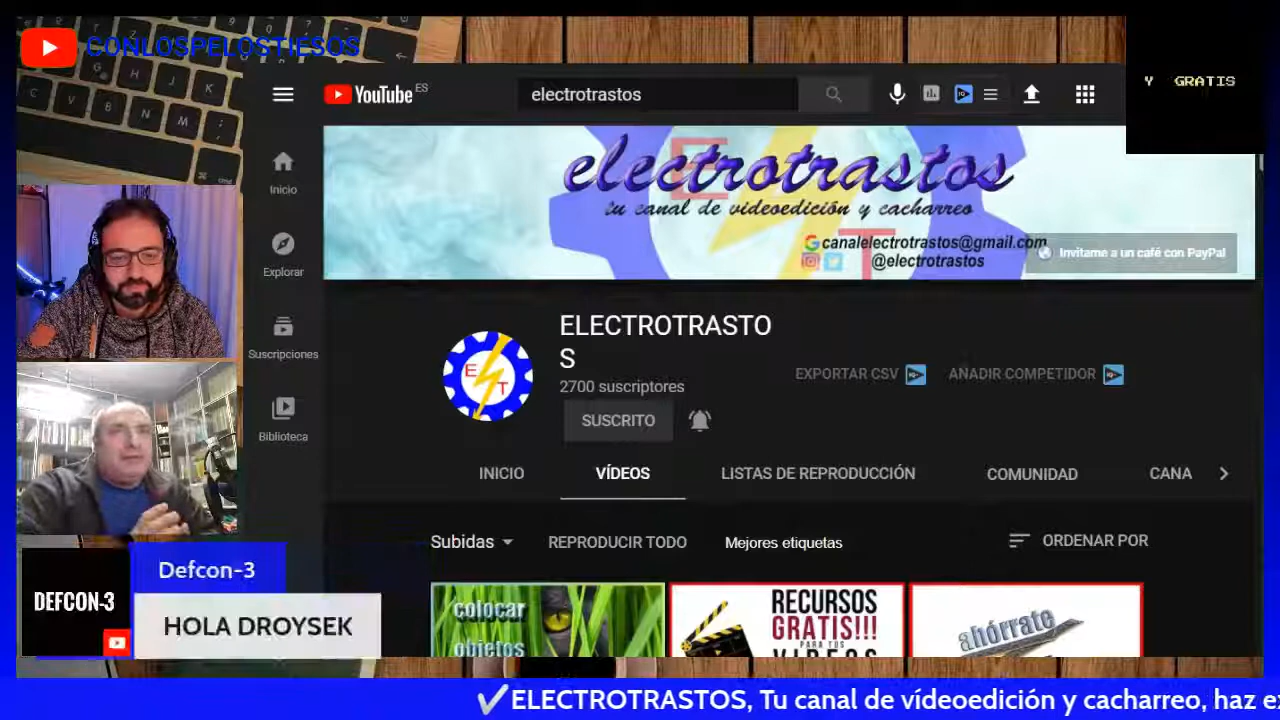 CONLOSPELOSTIESOS
Y GRATIS
YouTube ES
electrotrastos
Inicio
Explorar
Suscripciones
Biblioteca
electrotrastos
tu canal de videoedición y cacharreo
canalelectrotrastos@gmail.com
@electrotrastos
Invítame a un café con PayPal
ELECTROTRASTO
S
2700 suscriptores
EXPORTAR CSV
AÑADIR COMPETIDOR
SUSCRITO
INICIO
VÍDEOS
LISTAS DE REPRODUCCIÓN
COMUNIDAD
CANA
Subidas
REPRODUCIR TODO
Mejores etiquetas
ORDENAR POR
colocar
objetos
RECURSOS
GRATIS!!!
PARA TUS
VIDEOS
ahórrate
E
T
DEFCON-3
Defcon-3
HOLA DROYSEK
✓ELECTROTRASTOS, Tu canal de vídeoedición y cacharreo, haz